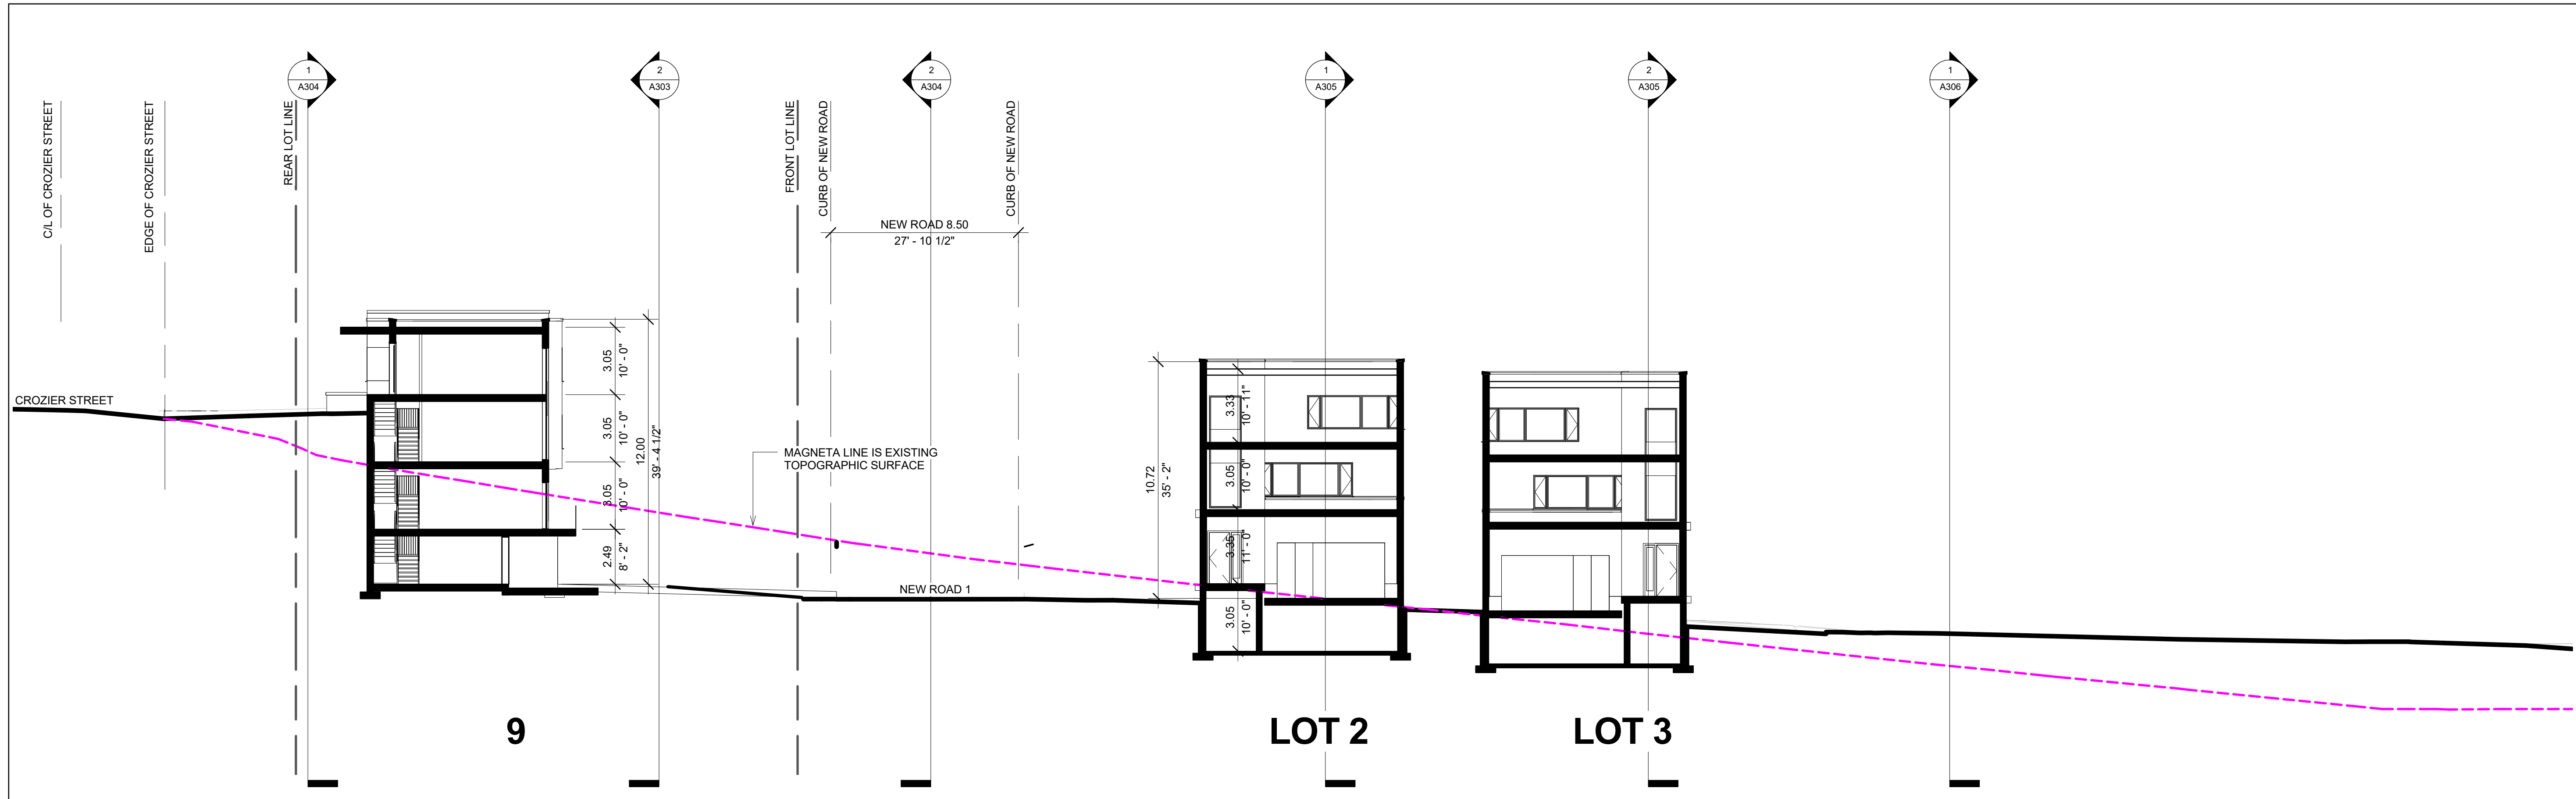 1
A304
2
A303
2
A304
1
A305
2
A305
1
A306
C/L OF CROZIER STREET
EDGE OF CROZIER STREET
REAR LOT LINE
FRONT LOT LINE
CURB OF NEW ROAD
CURB OF NEW ROAD
NEW ROAD 8.50
27' - 10 1/2"
CROZIER STREET
3.05
10' - 0"
3.05
10' - 0"
3.05
10' - 0"
2.49
8' - 2"
12.00
39' - 4 1/2"
MAGNETA LINE IS EXISTING
TOPOGRAPHIC SURFACE
NEW ROAD 1
10.72
35' - 2"
3.33
10' - 11"
3.05
10' - 0"
3.35
11' - 0"
3.05
10' - 0"
9
LOT 2
LOT 3